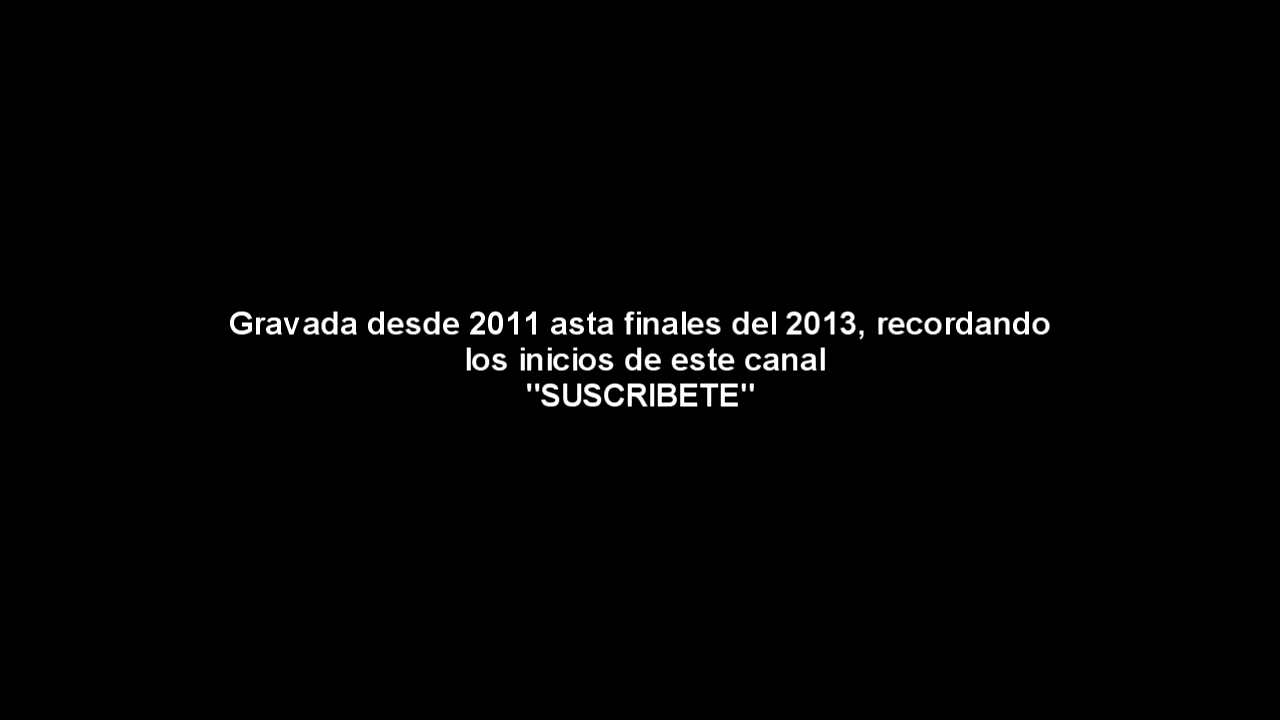 Gravada desde 2011 asta finales del 2013, recordando
los inicios de este canal
"SUSCRIBETE"